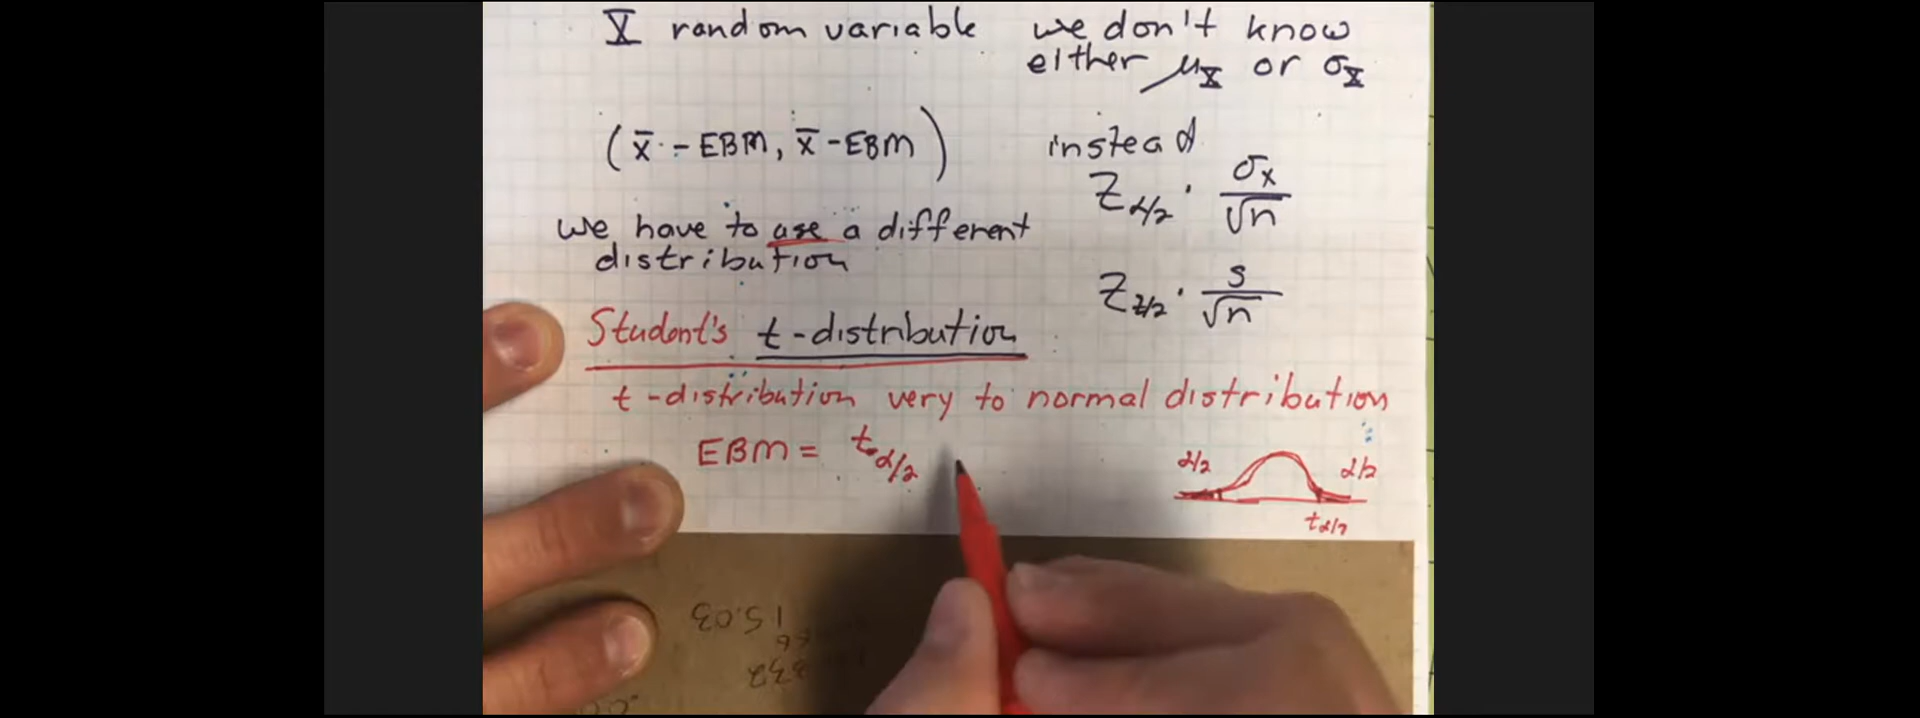 X random variable
we don't know
either μX or σX
(x̄ - EBM, x̄ - EBM)
instead
Zα/2 · σx/√n
we have to use a different
distribution
Z2/2 · s/√n
Student's t-distribution
t-distribution very to normal distribution
EBM = tα/2
α/2 α/2
tα/2
15.03